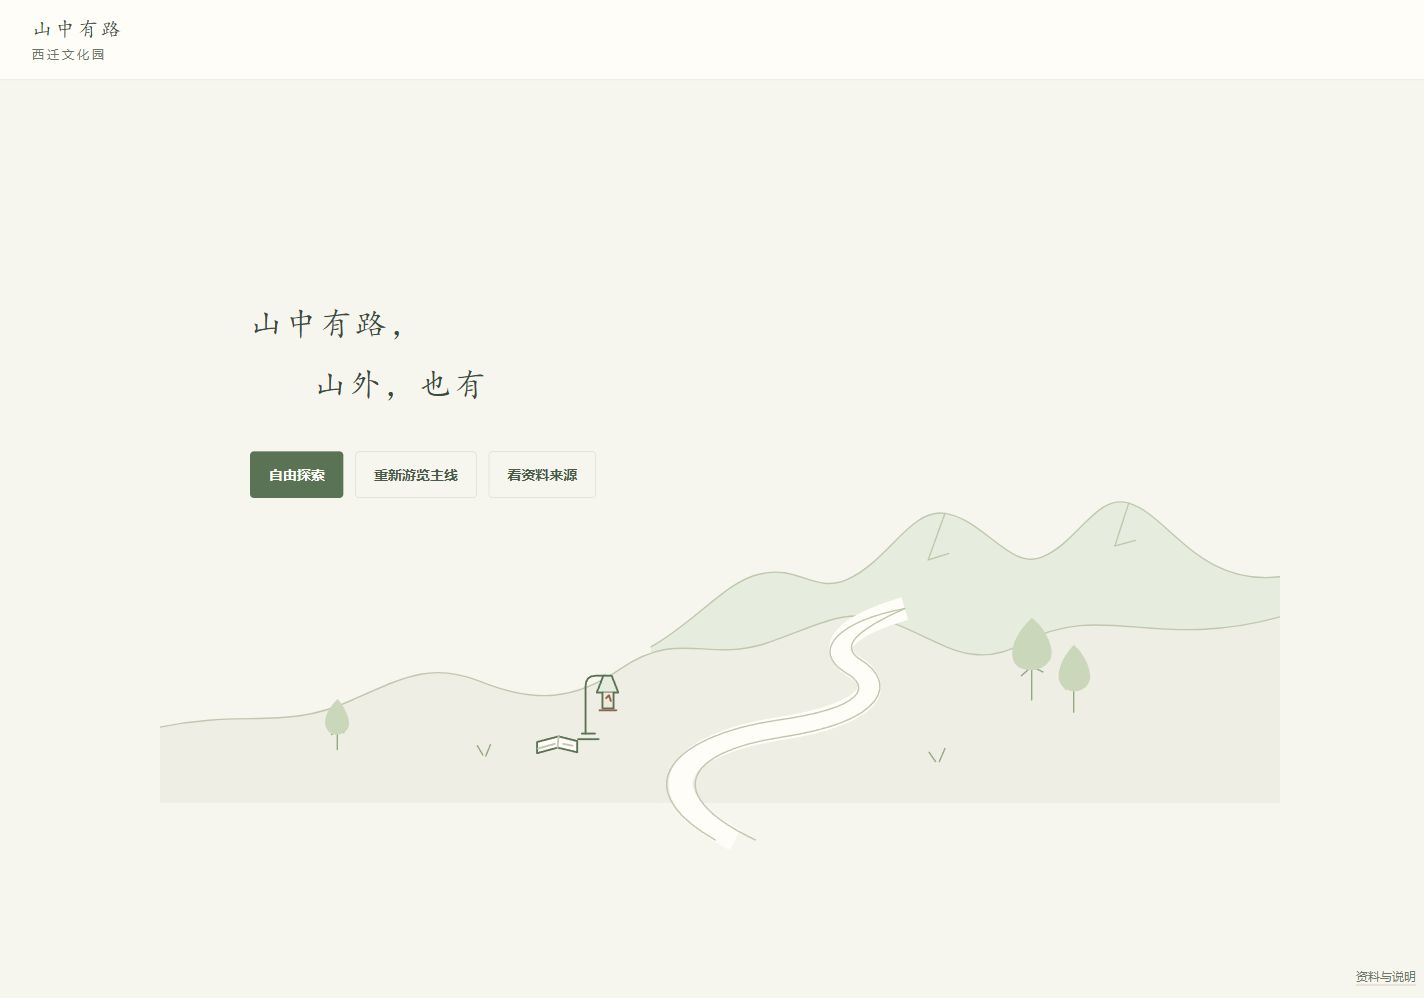 山中有路
西迁文化园
山中有路，
山外，也有
自由探索
重新游览主线
看资料来源
资料与说明